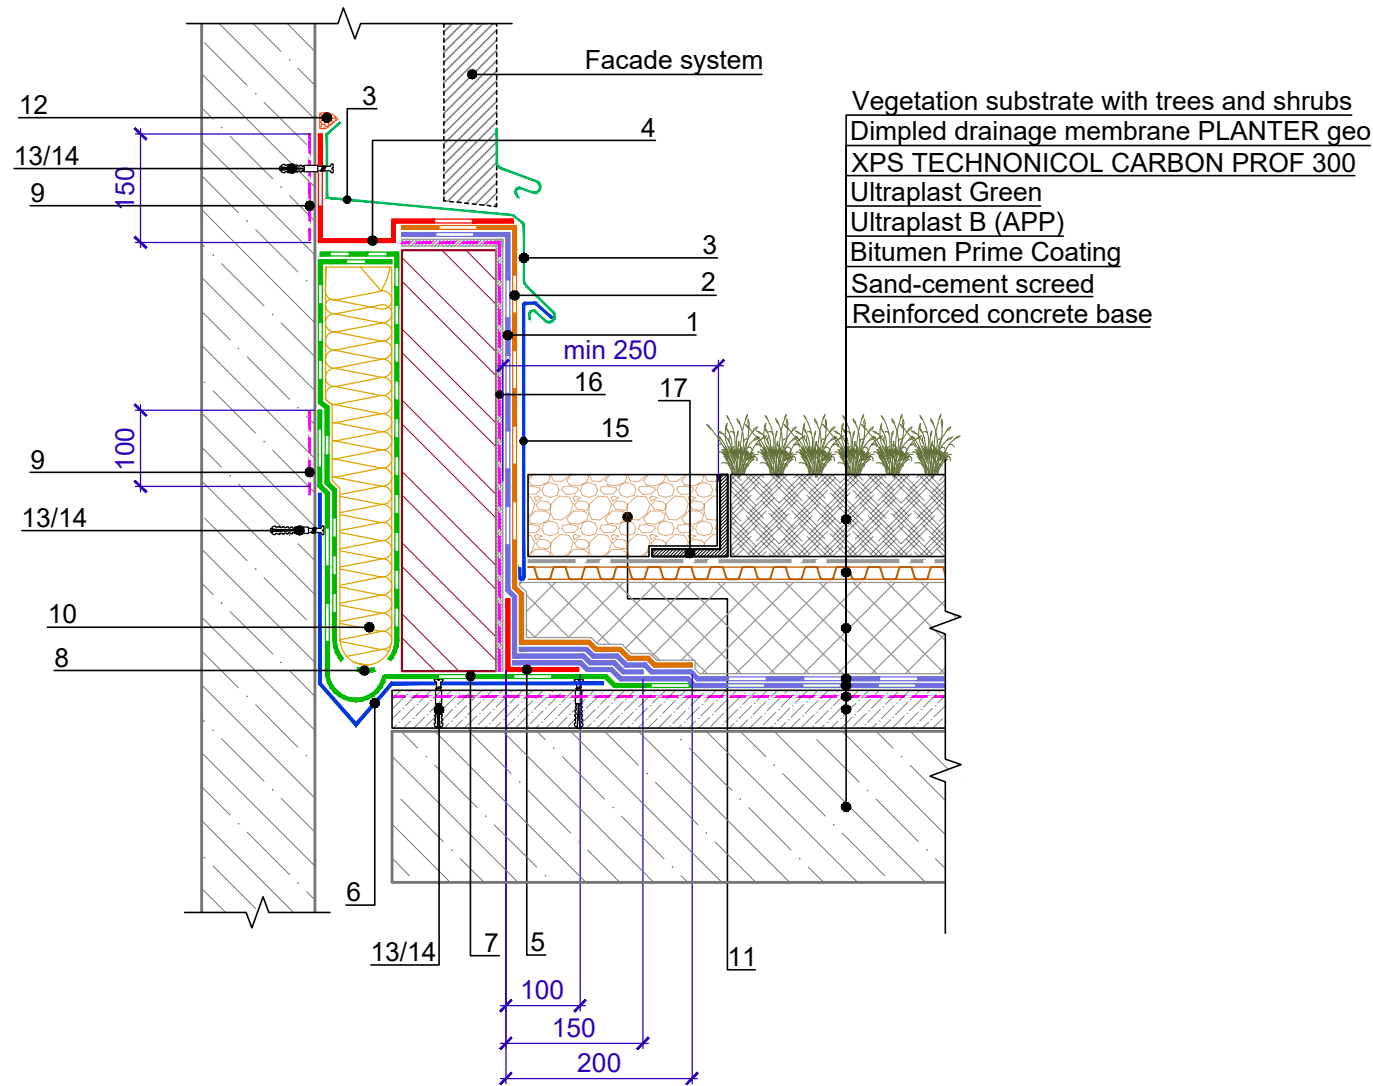 Facade system
12
3
4
13/14
150
9
Vegetation substrate with trees and shrubs
Dimpled drainage membrane PLANTER geo
XPS TECHNONICOL CARBON PROF 300
Ultraplast Green
Ultraplast B (APP)
Bitumen Prime Coating
Sand-cement screed
Reinforced concrete base
3
2
1
min 250
16
17
15
100
9
13/14
10
8
6
13/14
7
5
11
100
150
200